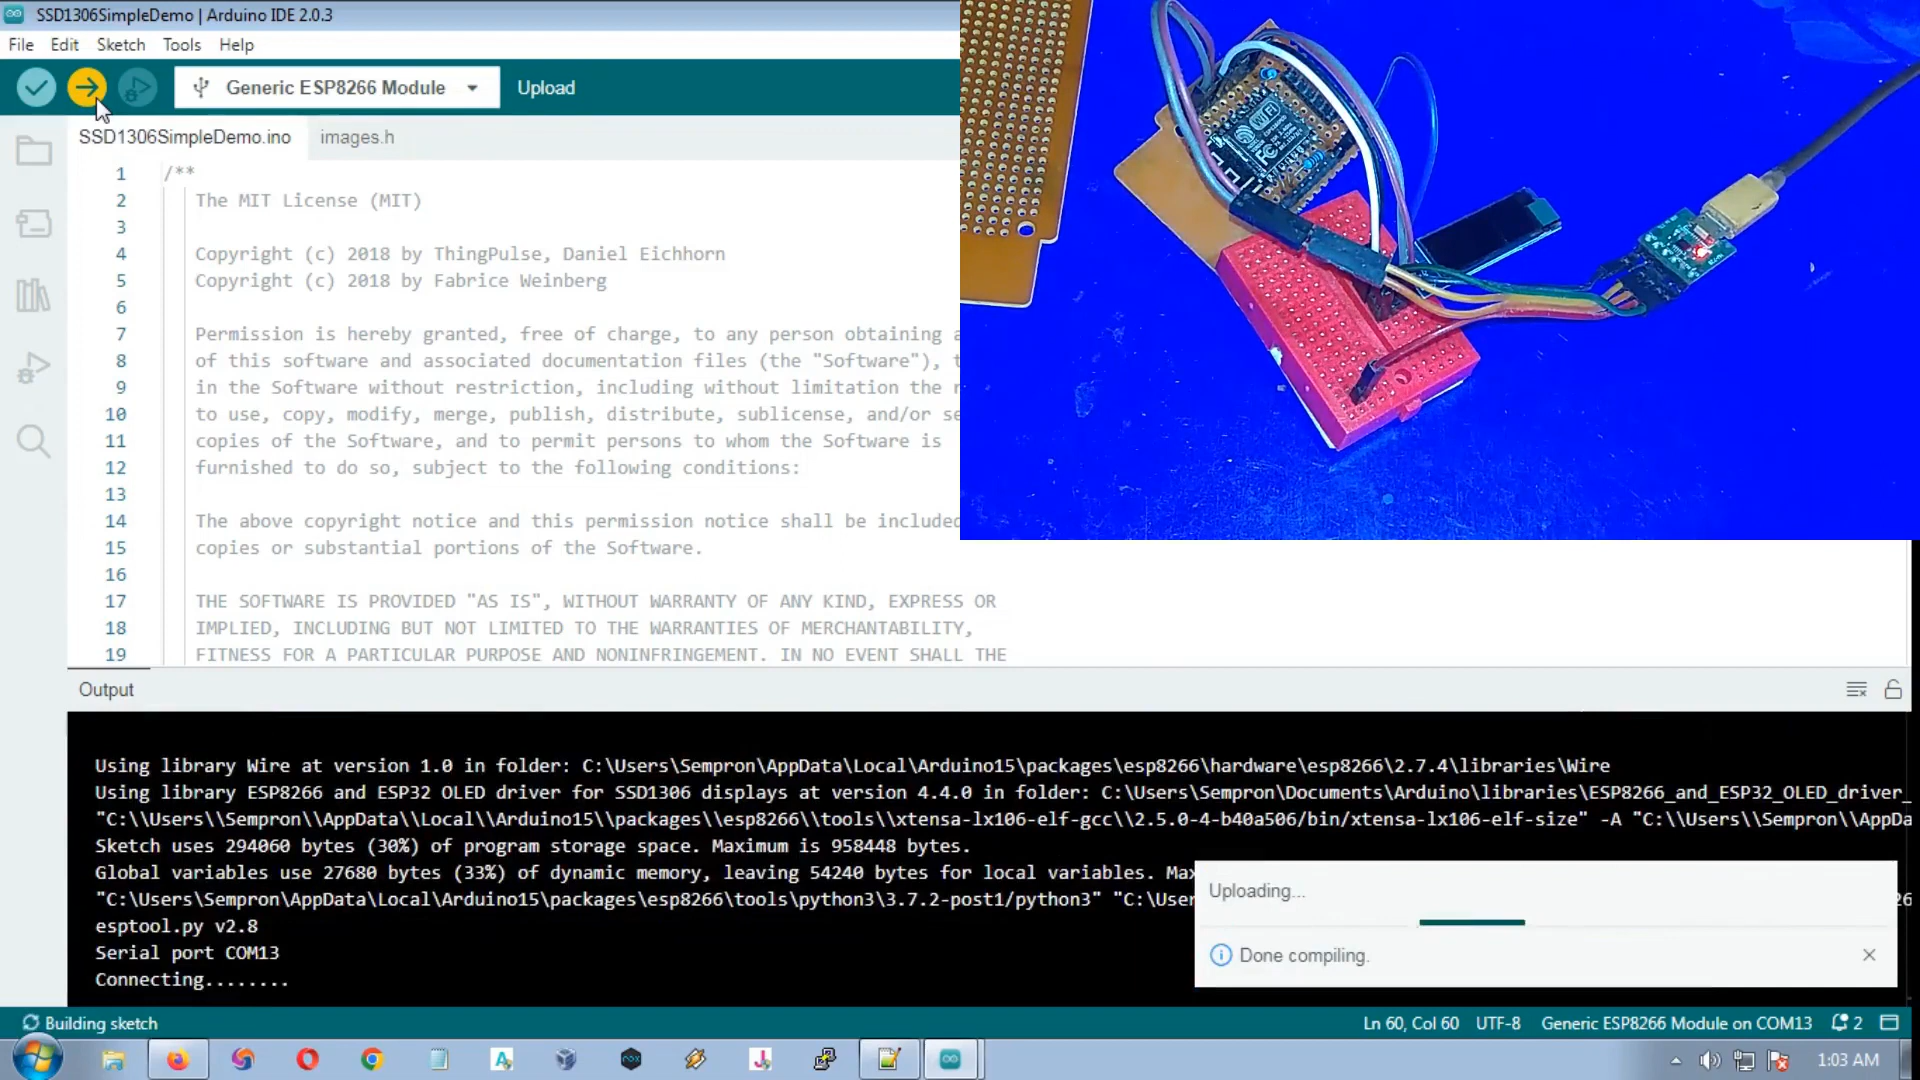 SSD1306SimpleDemo | Arduino IDE 2.0.3
File Edit Sketch Tools Help
Generic ESP8266 Module Upload
SSD1306SimpleDemo.ino images.h
1 /**
2 The MIT License (MIT)
3
4 Copyright (c) 2018 by ThingPulse, Daniel Eichhorn
5 Copyright (c) 2018 by Fabrice Weinberg
6
7 Permission is hereby granted, free of charge, to any person obtaining a
8 of this software and associated documentation files (the "Software"), t
9 in the Software without restriction, including without limitation the r
10 to use, copy, modify, merge, publish, distribute, sublicense, and/or se
11 copies of the Software, and to permit persons to whom the Software is
12 furnished to do so, subject to the following conditions:
13
14 The above copyright notice and this permission notice shall be included
15 copies or substantial portions of the Software.
16
17 THE SOFTWARE IS PROVIDED "AS IS", WITHOUT WARRANTY OF ANY KIND, EXPRESS OR
18 IMPLIED, INCLUDING BUT NOT LIMITED TO THE WARRANTIES OF MERCHANTABILITY,
19 FITNESS FOR A PARTICULAR PURPOSE AND NONINFRINGEMENT. IN NO EVENT SHALL THE
WiFi
FC
Output
Using library Wire at version 1.0 in folder: C:\Users\Sempron\AppData\Local\Arduino15\packages\esp8266\hardware\esp8266\2.7.4\libraries\Wire
Using library ESP8266 and ESP32 OLED driver for SSD1306 displays at version 4.4.0 in folder: C:\Users\Sempron\Documents\Arduino\libraries\ESP8266_and_ESP32_OLED_driver_
"C:\\Users\\Sempron\\AppData\\Local\\Arduino15\\packages\\esp8266\\tools\\xtensa-lx106-elf-gcc\\2.5.0-4-b40a506/bin/xtensa-lx106-elf-size" -A "C:\\Users\\Sempron\\AppDa
Sketch uses 294060 bytes (30%) of program storage space. Maximum is 958448 bytes.
Global variables use 27680 bytes (33%) of dynamic memory, leaving 54240 bytes for local variables. Max
"C:\Users\Sempron\AppData\Local\Arduino15\packages\esp8266\tools\python3\3.7.2-post1/python3" "C:\User
esptool.py v2.8
Serial port COM13
Connecting........
Uploading...
Done compiling.
Building sketch
Ln 60, Col 60 UTF-8 Generic ESP8266 Module on COM13 2
1:03 AM